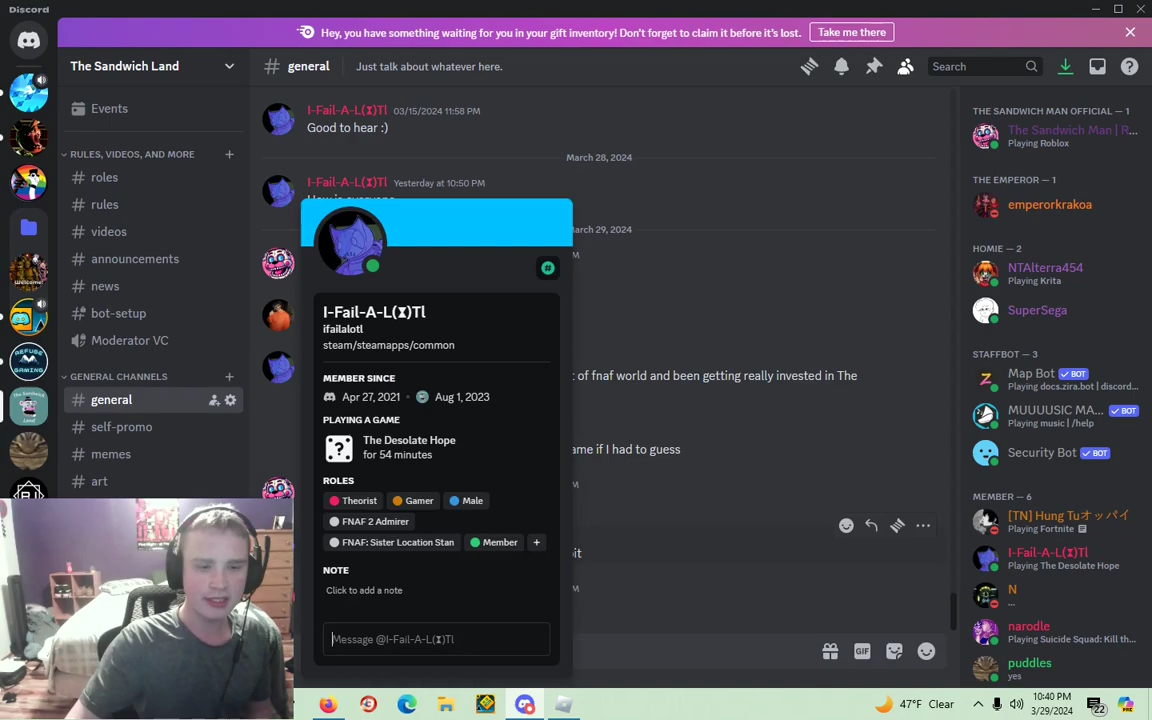 Discord
Hey, you have something waiting for you in your gift inventory! Don't forget to claim it before it's lost.
Take me there
The Sandwich Land
# general
Just talk about whatever here.
Search
Events
RULES, VIDEOS, AND MORE
roles
rules
videos
announcements
news
bot-setup
Moderator VC
GENERAL CHANNELS
general
self-promo
memes
art
I-Fail-A-L(⧗)Tl 03/15/2024 11:58 PM
Good to hear :)
March 28, 2024
I-Fail-A-L(⧗)Tl Yesterday at 10:50 PM
arch 29, 2024
M
t of fnaf world and been getting really invested in The
ame if I had to guess
M
bit
M
I-Fail-A-L(⧗)Tl
ifailalotl
steam/steamapps/common
MEMBER SINCE
Apr 27, 2021 • Aug 1, 2023
PLAYING A GAME
The Desolate Hope
for 54 minutes
ROLES
Theorist Gamer Male
FNAF 2 Admirer
FNAF: Sister Location Stan Member +
NOTE
Click to add a note
Message @I-Fail-A-L(⧗)Tl
GIF
THE SANDWICH MAN OFFICIAL — 1
The Sandwich Man | R...
Playing Roblox
THE EMPEROR — 1
emperorkrakoa
HOMIE — 2
NTAlterra454
Playing Krita
SuperSega
STAFFBOT — 3
Map Bot ✓ BOT
Playing docs.zira.bot | discord...
MUUUUSIC MA... ✓ BOT
Playing music | /help
Security Bot ✓ BOT
MEMBER — 6
[TN] Hung Tuオッパイ
Playing Fortnite
I-Fail-A-L(⧗)Tl
Playing The Desolate Hope
N
...
narodle
Playing Suicide Squad: Kill th...
puddles
yes
47°F Clear
10:40 PM
3/29/2024
22
PRE